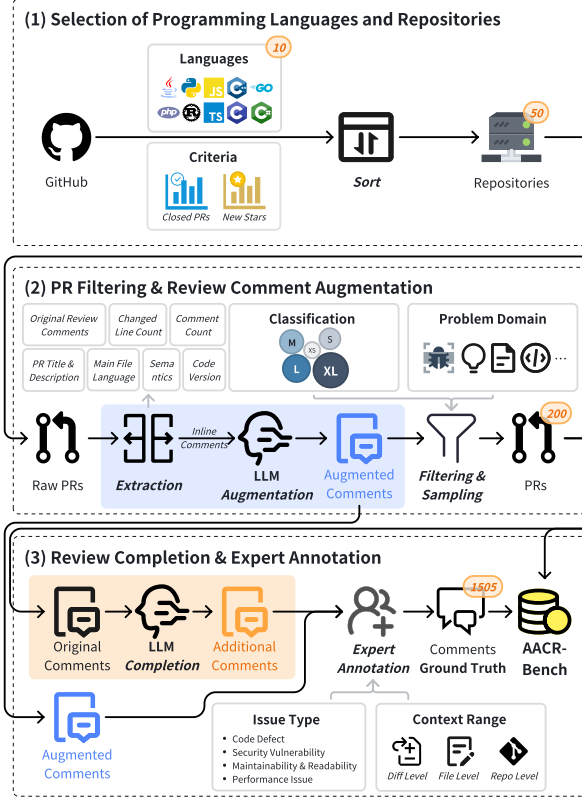 (1) Selection of Programming Languages and Repositories
Languages
10
JS
GO
php
TS
Criteria
Closed PRs
New Stars
GitHub
Sort
50
Repositories
(2) PR Filtering & Review Comment Augmentation
Original Review
Comments
Changed
Line Count
Comment
Count
PR Title &
Description
Main File
Language
Sema
ntics
Code
Version
Classification
M
S
XS
L
XL
Problem Domain
...
Raw PRs
Extraction
Inline
Comments
LLM
Augmentation
Augmented
Comments
Filtering &
Sampling
200
PRs
(3) Review Completion & Expert Annotation
Original
Comments
LLM
Completion
Additional
Comments
Augmented
Comments
Expert
Annotation
1505
Comments
Ground Truth
AACR-
Bench
Issue Type
• Code Defect
• Security Vulnerability
• Maintainability & Readability
• Performance Issue
Context Range
Diff Level
File Level
Repo Level